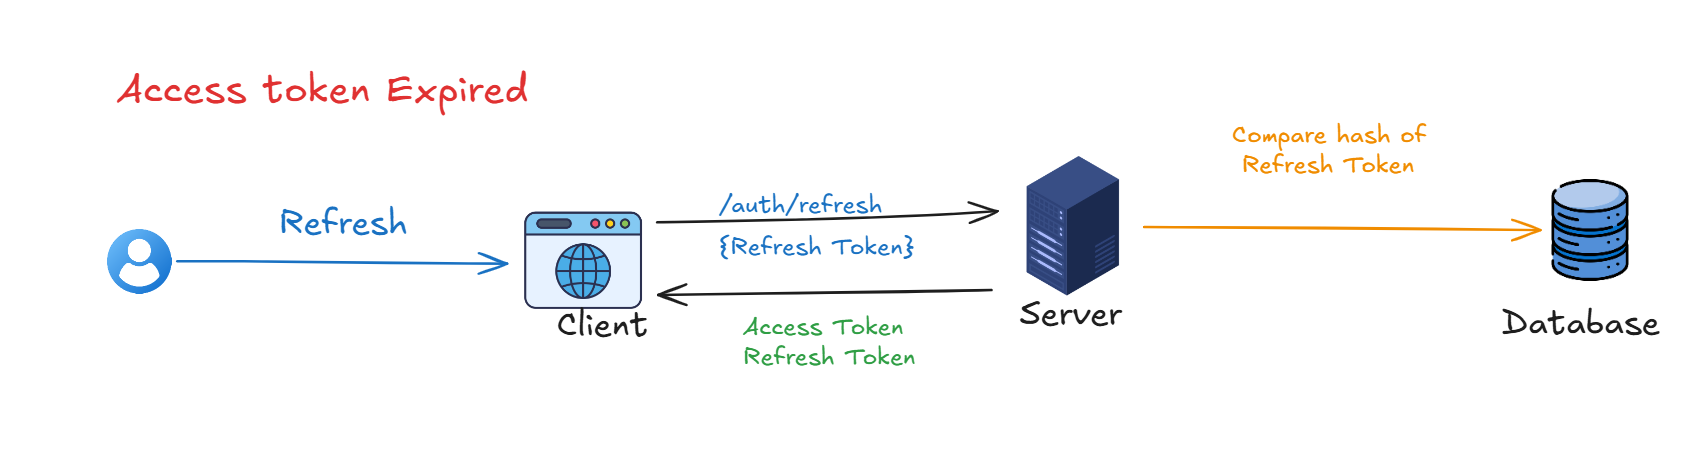 Access token Expired
Refresh
/auth/refresh
{Refresh Token}
Access Token
Refresh Token
Compare hash of
Refresh Token
Client
Server
Database